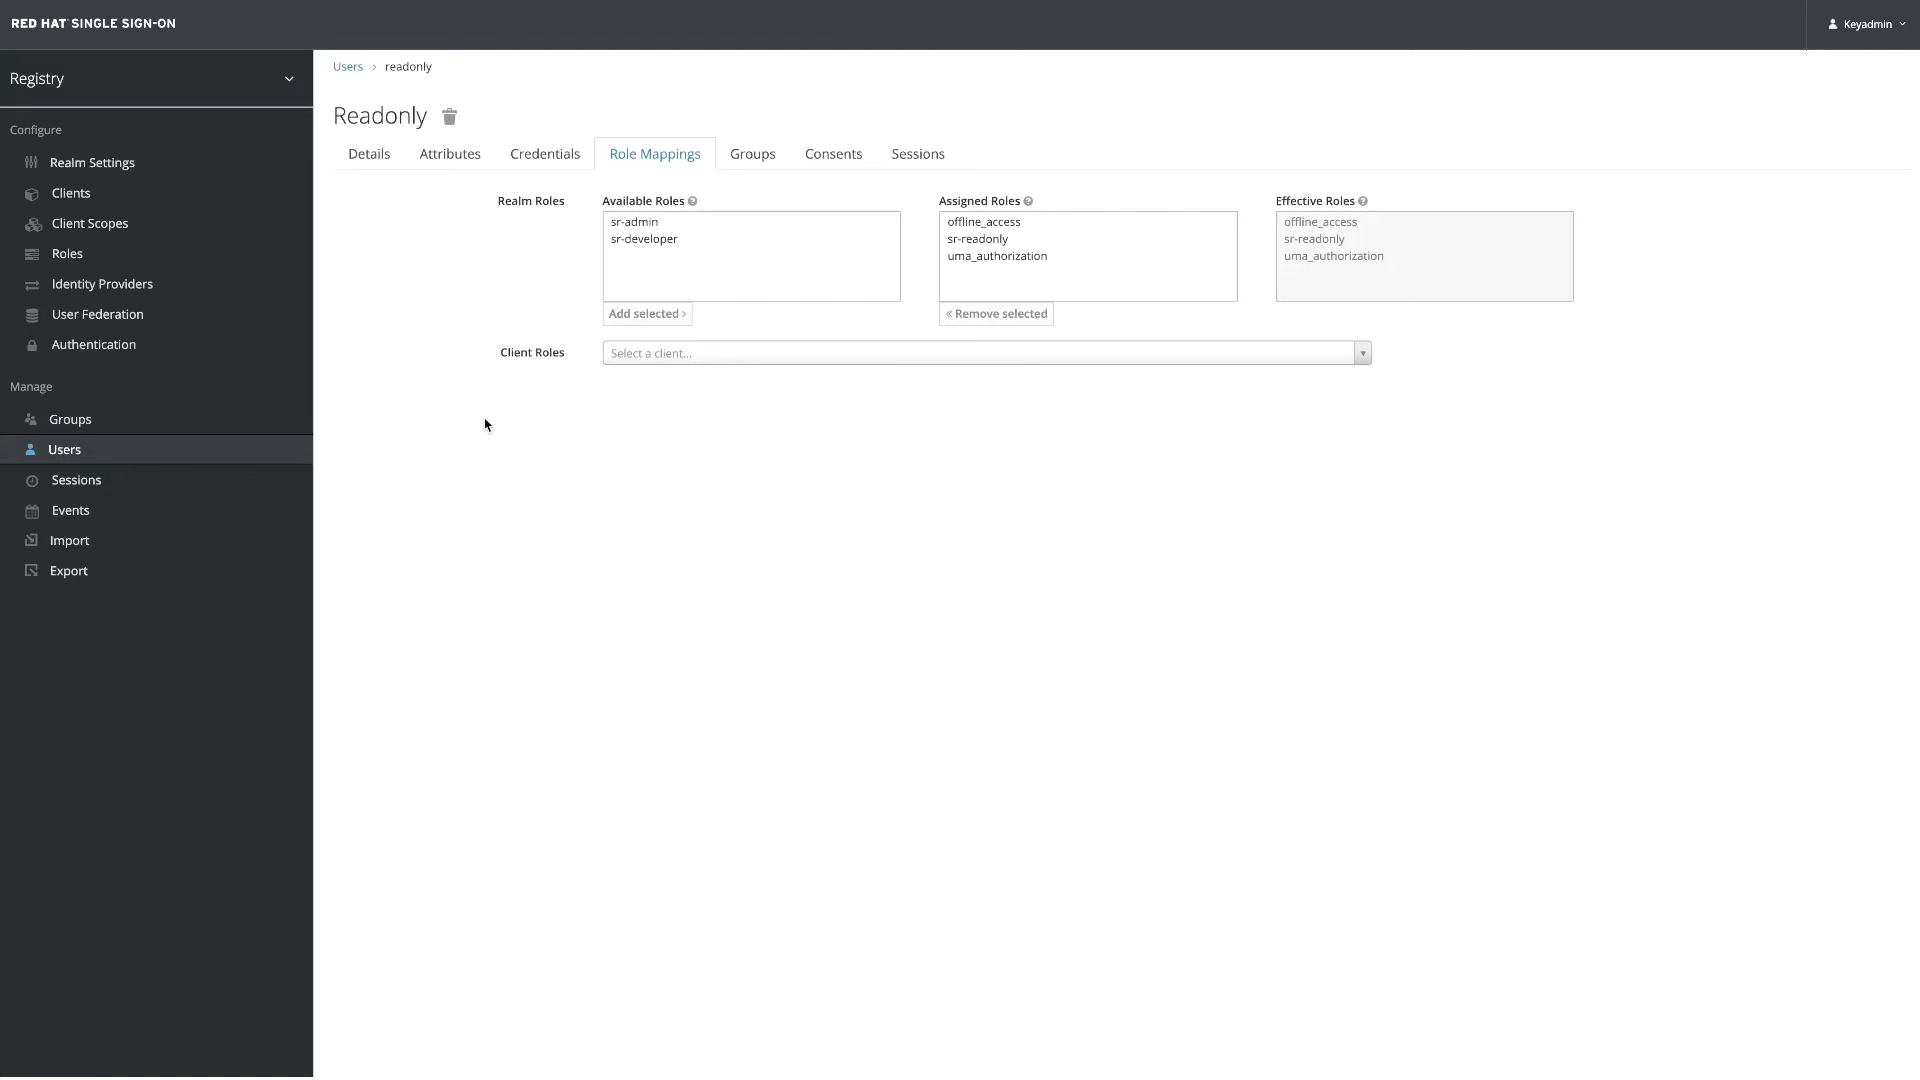 RED HAT SINGLE SIGN-ON
Keyadmin
Registry
Users > readonly
Readonly
Configure
Realm Settings
Clients
Client Scopes
Roles
Identity Providers
User Federation
Authentication
Manage
Groups
Users
Sessions
Events
Import
Export
Details Attributes Credentials Role Mappings Groups Consents Sessions
Realm Roles
Available Roles
sr-admin
sr-developer
Add selected >
Assigned Roles
offline_access
sr-readonly
uma_authorization
« Remove selected
Effective Roles
offline_access
sr-readonly
uma_authorization
Client Roles
Select a client...